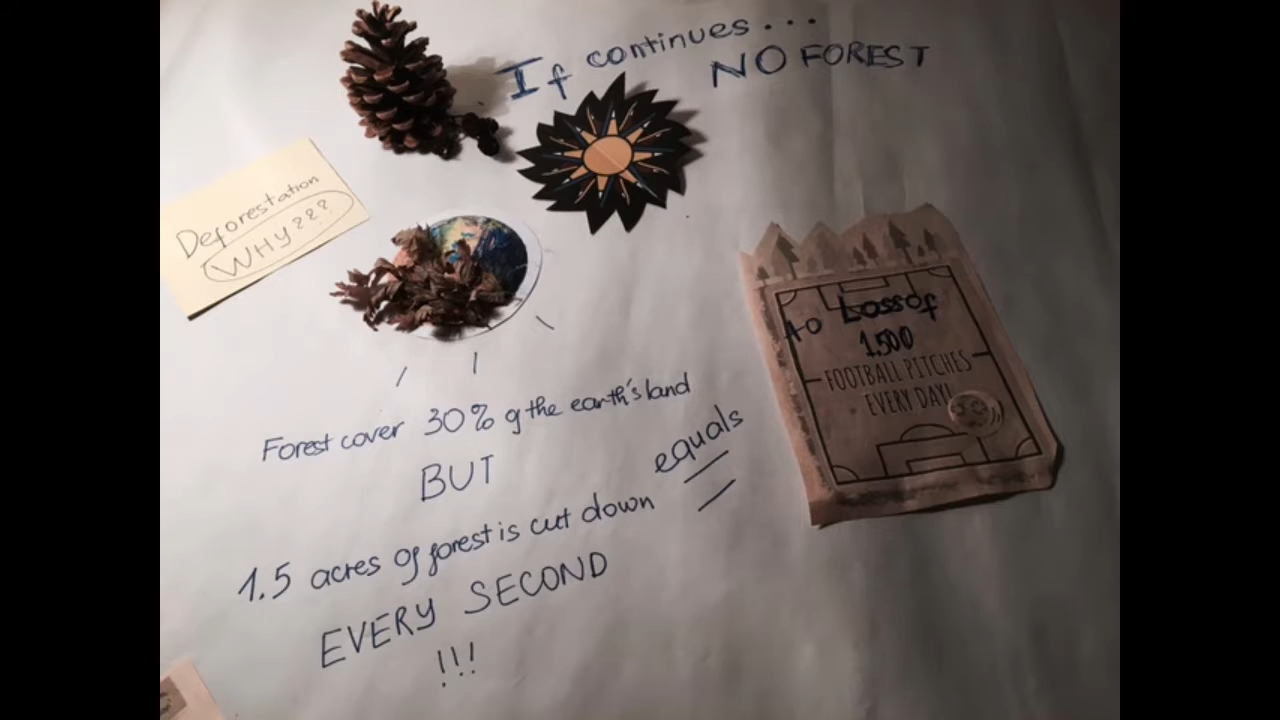 If continues...
NO FOREST
Deforestation
WHY???
to Loss of
1.500
FOOTBALL PITCHES
EVERY DAY!
Forest cover 30% of the earth's land
BUT
equals
=
1.5 acres of forest is cut down
EVERY SECOND
!!!